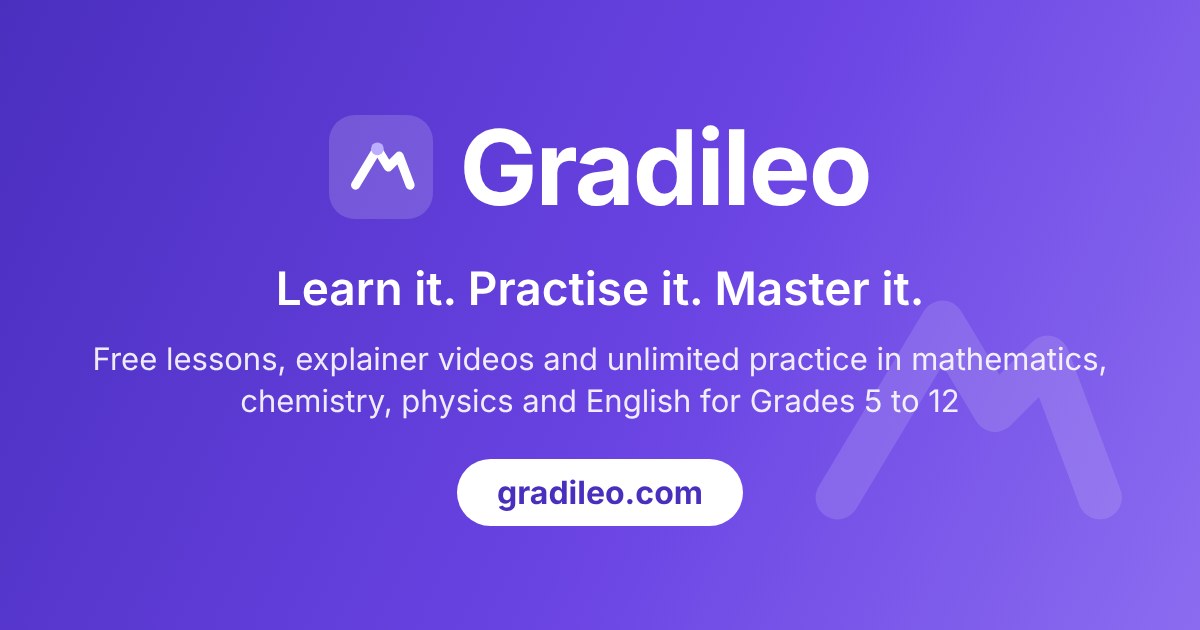 Gradileo
Learn it. Practise it. Master it.
Free lessons, explainer videos and unlimited practice in mathematics,
chemistry, physics and English for Grades 5 to 12
gradileo.com